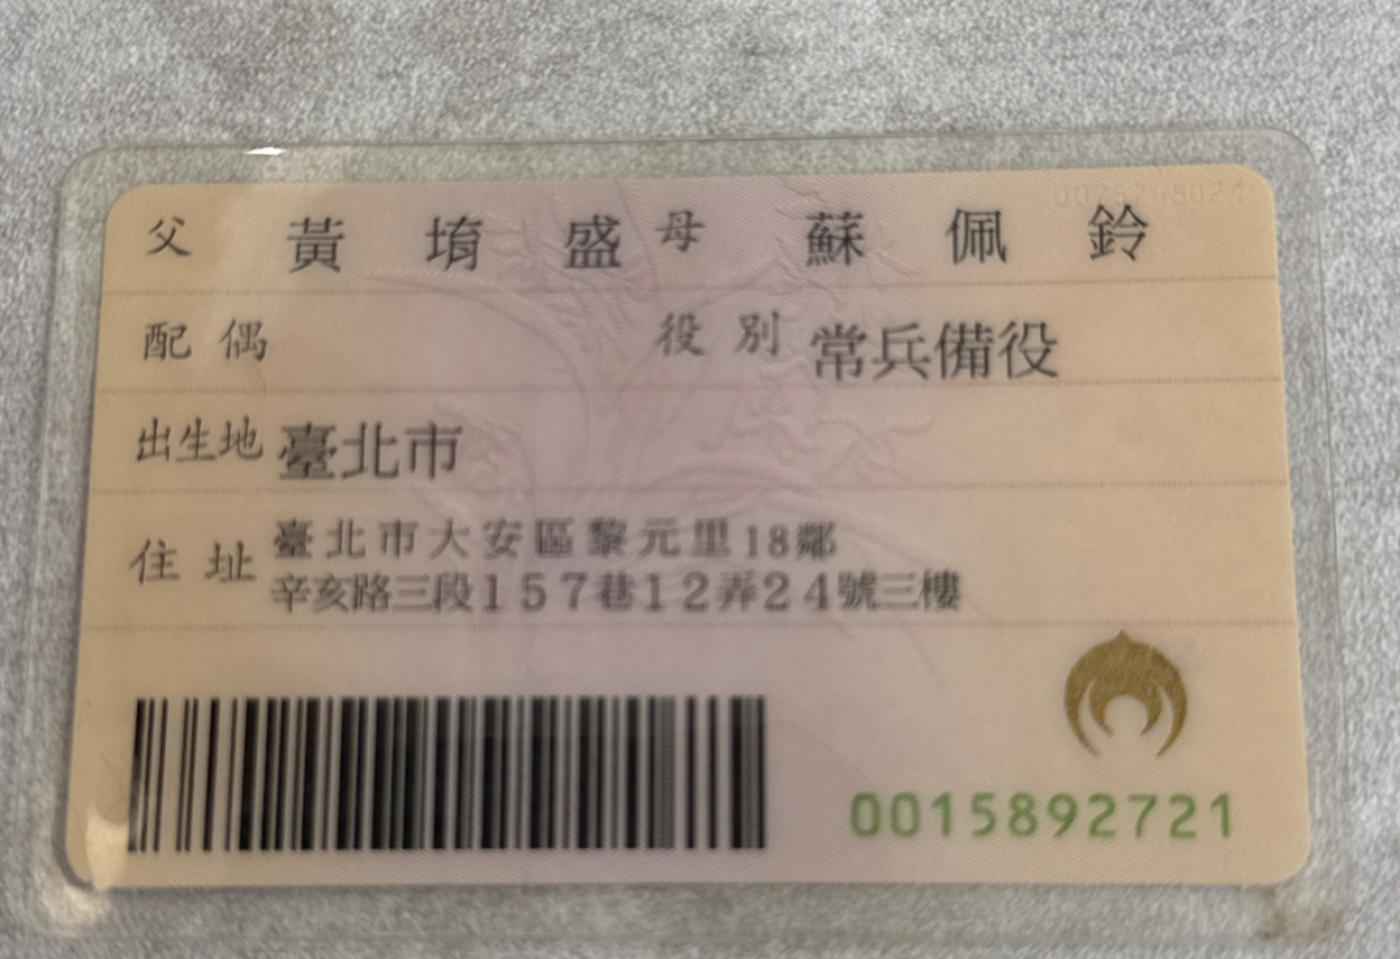 父 黃 堉 盛 母 蘇 佩 鈴
配偶 役別 常兵備役
出生地 臺北市
住址 臺北市大安區黎元里18鄰
辛亥路三段157巷12弄24號三樓
0015892721